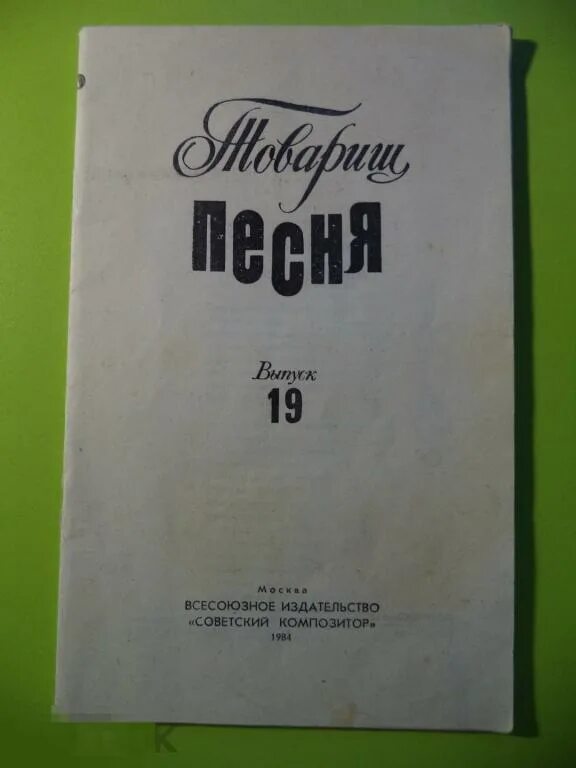 Товарищ
песня
Выпуск
19
Москва
ВСЕСОЮЗНОЕ ИЗДАТЕЛЬСТВО
«СОВЕТСКИЙ КОМПОЗИТОР»
1984